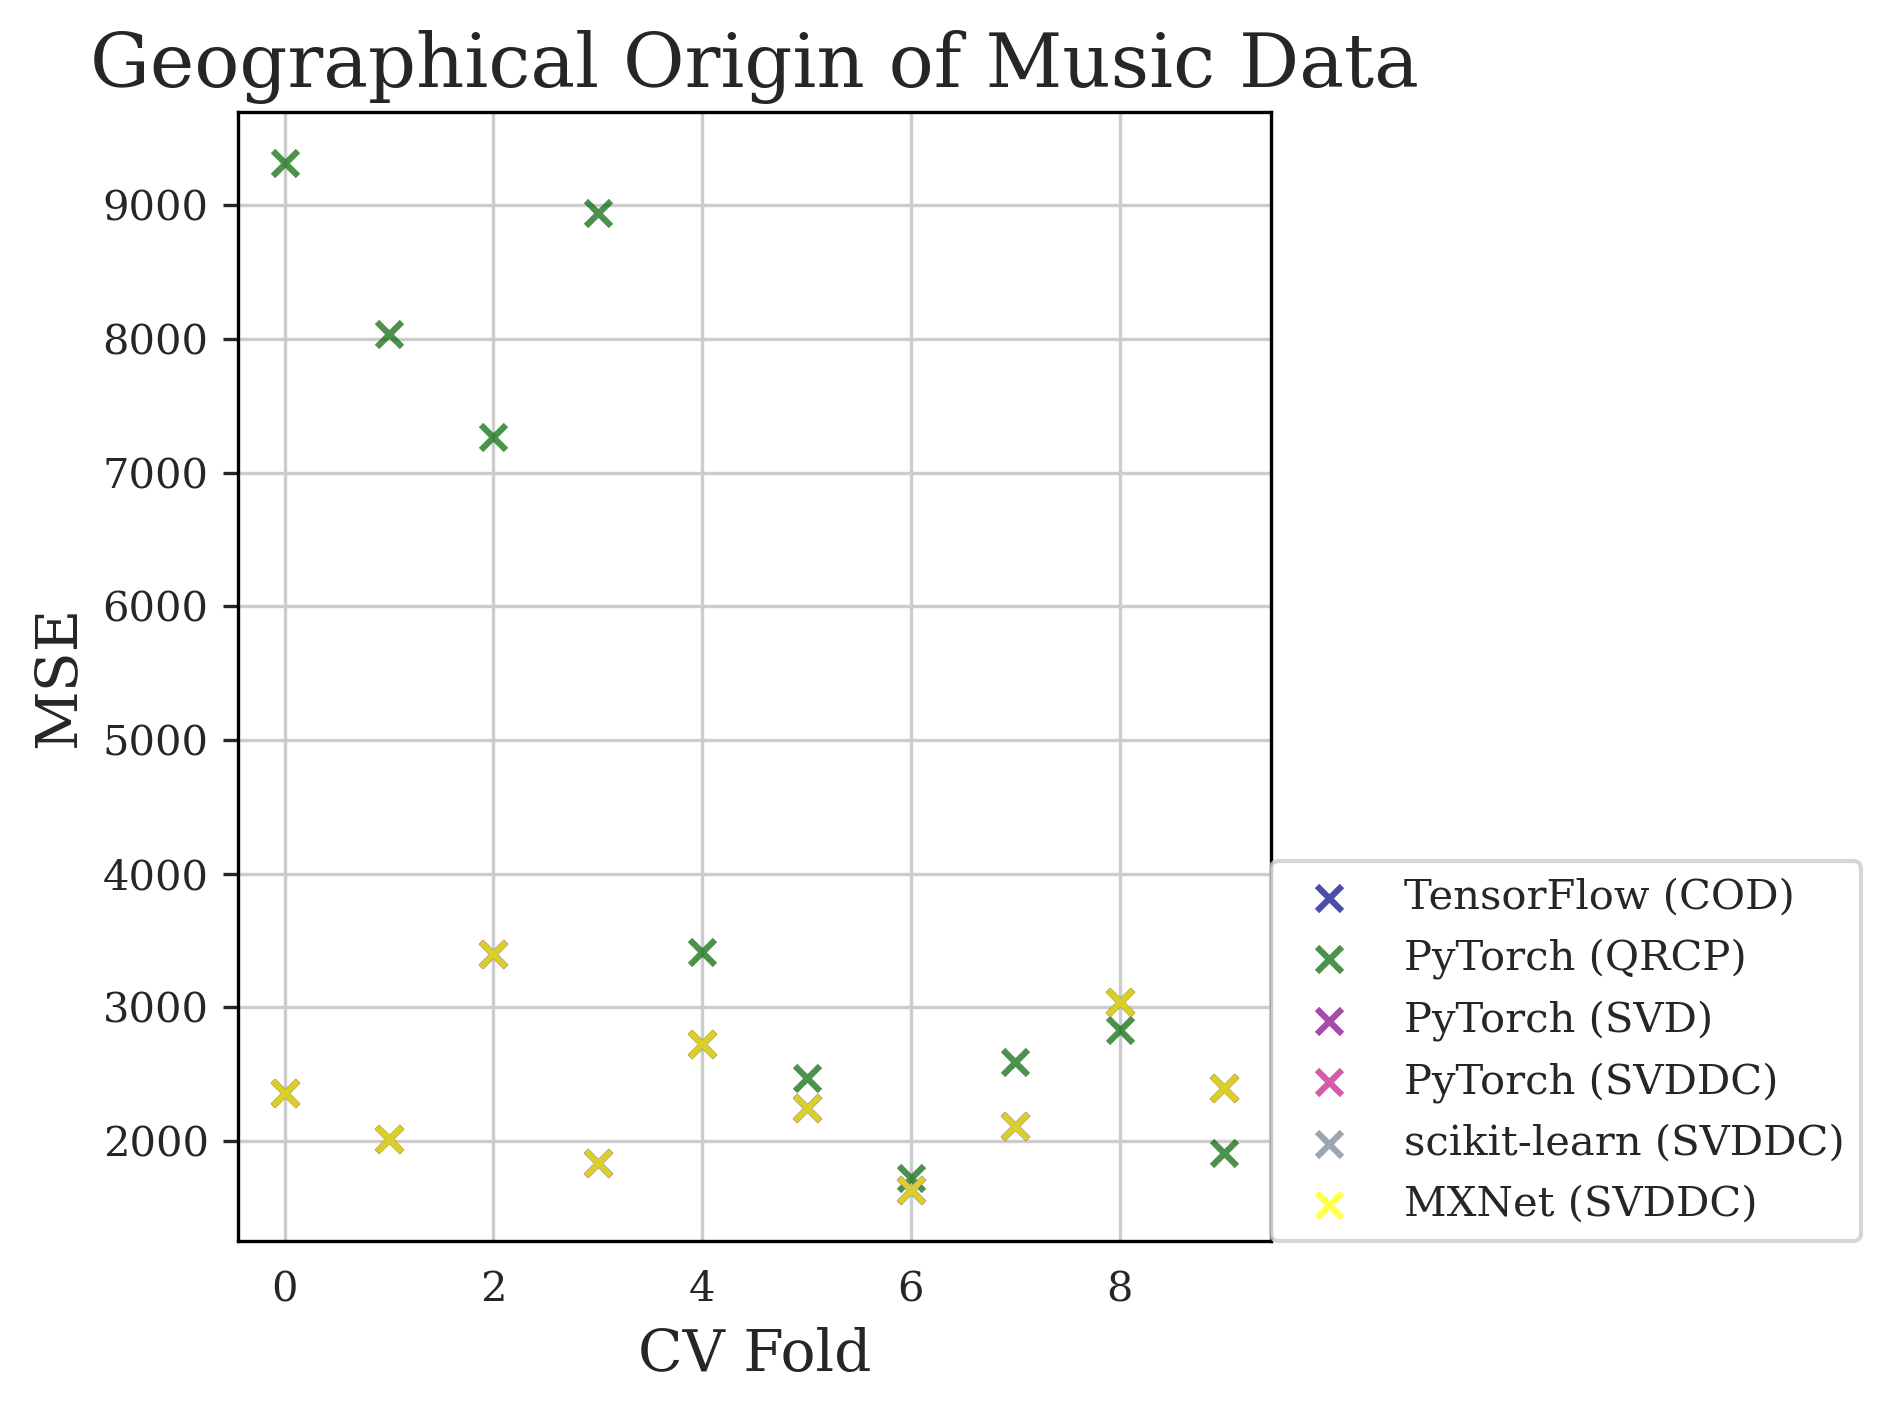 Geographical Origin of Music Data
9000
8000
7000
6000
5000
4000
3000
2000
MSE
0 2 4 6 8
CV Fold
TensorFlow (COD)
PyTorch (QRCP)
PyTorch (SVD)
PyTorch (SVDDC)
scikit-learn (SVDDC)
MXNet (SVDDC)